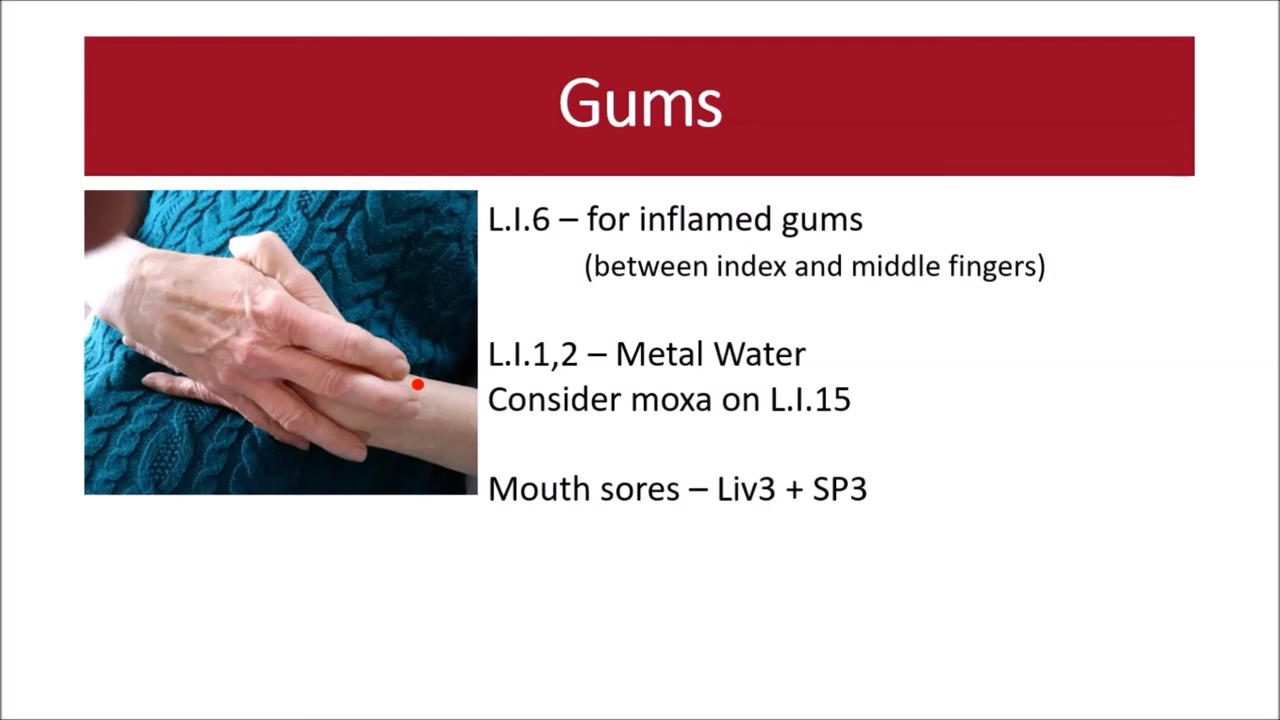 Gums
L.I.6 – for inflamed gums
(between index and middle fingers)
L.I.1,2 – Metal Water
Consider moxa on L.I.15
Mouth sores – Liv3 + SP3